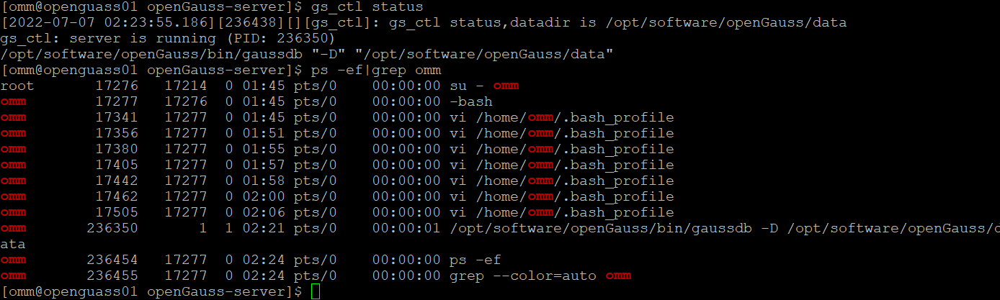 [omm@openguass01 openGauss-server]$ gs_ctl status
[2022-07-07 02:23:55.186][236438][][gs_ctl]: gs_ctl status,datadir is /opt/software/openGauss/data
gs_ctl: server is running (PID: 236350)
/opt/software/openGauss/bin/gaussdb "-D" "/opt/software/openGauss/data"
[omm@openguass01 openGauss-server]$ ps -ef|grep omm
root       17276   17214  0 01:45 pts/0    00:00:00 su - omm
omm        17277   17276  0 01:45 pts/0    00:00:00 -bash
omm        17341   17277  0 01:45 pts/0    00:00:00 vi /home/omm/.bash_profile
omm        17356   17277  0 01:51 pts/0    00:00:00 vi /home/omm/.bash_profile
omm        17380   17277  0 01:55 pts/0    00:00:00 vi /home/omm/.bash_profile
omm        17405   17277  0 01:57 pts/0    00:00:00 vi /home/omm/.bash_profile
omm        17442   17277  0 01:58 pts/0    00:00:00 vi /home/omm/.bash_profile
omm        17462   17277  0 02:00 pts/0    00:00:00 vi /home/omm/.bash_profile
omm        17505   17277  0 02:06 pts/0    00:00:00 vi /home/omm/.bash_profile
omm       236350       1  1 02:21 pts/0    00:00:01 /opt/software/openGauss/bin/gaussdb -D /opt/software/openGauss/d
ata
omm       236454   17277  0 02:24 pts/0    00:00:00 ps -ef
omm       236455   17277  0 02:24 pts/0    00:00:00 grep --color=auto omm
[omm@openguass01 openGauss-server]$